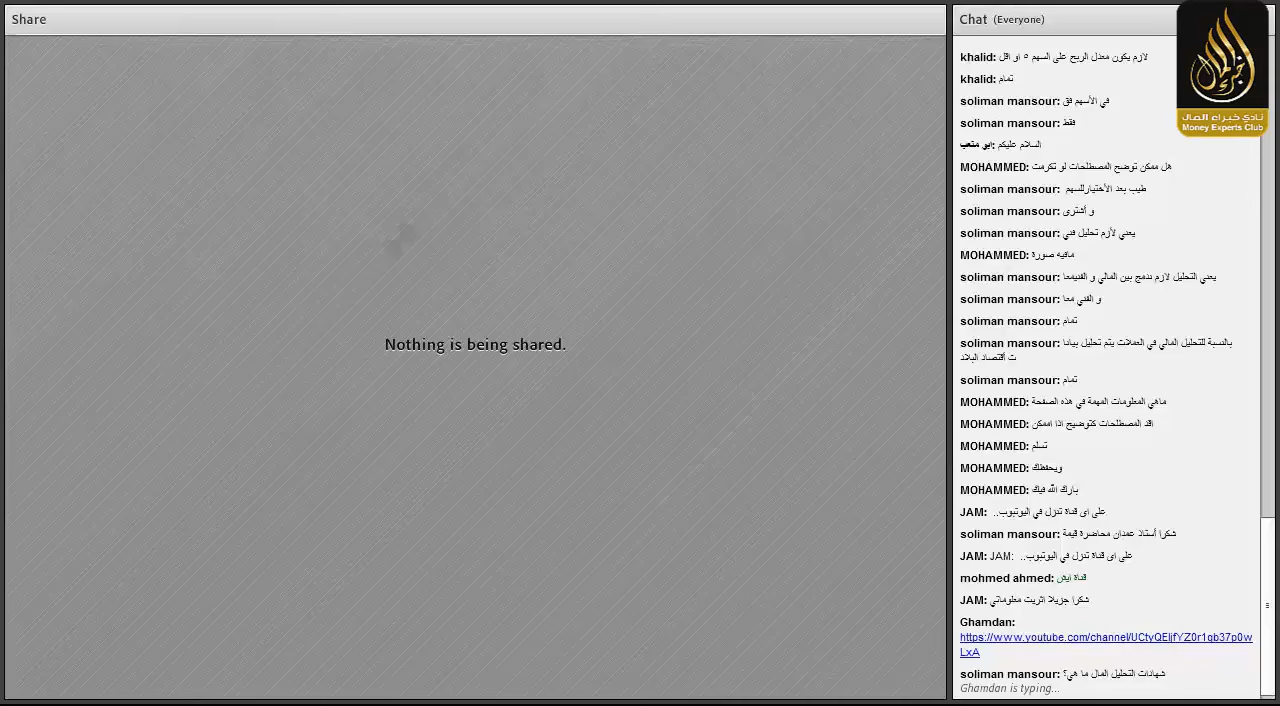 Share
Nothing is being shared.
Chat (Everyone)
نادي خبراء المال
Money Experts Club
khalid: لازم يكون معدل الربح على السهم ٥ او اقل
khalid: تمام
soliman mansour: في الأسهم فق
soliman mansour: فقط
ابو متعب: السلام عليكم
MOHAMMED: هل ممكن توضح المصطلحات لو تكرمت
soliman mansour: طيب بعد الأختيارللسهم
soliman mansour: و أشترى
soliman mansour: يعني لأزم تحليل فني
MOHAMMED: مافيه صورة
soliman mansour: يعني التحليل لازم ندمج بين المالي و الفنيمعا
soliman mansour: و الفني معا
soliman mansour: تمام
soliman mansour: بالنسبة للتحليل المالي في العملات يتم تحليل بيانا
ت أقتصاد البلاد
soliman mansour: تمام
MOHAMMED: ماهي المعلومات المهمة في هذه الصفحة
MOHAMMED: اقد المصطلحات كتوضيح اذا اممكن
MOHAMMED: تسلم
MOHAMMED: ويحفظك
MOHAMMED: بارك الله فيك
JAM: على اى قناة تنزل في اليوتيوب..
soliman mansour: شكرا أستاذ عمدان محاضرة قيمة
JAM: JAM: على اى قناة تنزل في اليوتيوب..
mohmed ahmed: قناة ايش
JAM: شكرا جزيلا اثريت معلوماتي
Ghamdan:
https://www.youtube.com/channel/UCtyQEljfYZ0r1qb37p0w
LxA
soliman mansour: شهادات التحليل المال ما هي؟
Ghamdan is typing...